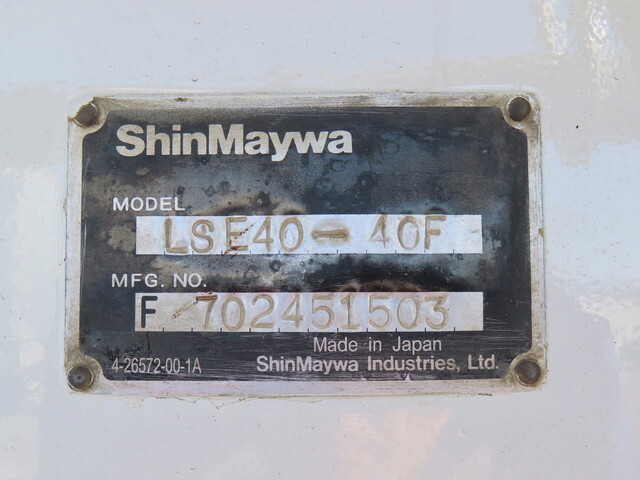 ShinMaywa
MODEL
LSE40-40F
MFG. NO.
F 702451503
Made in Japan
4-26572-00-1A ShinMaywa Industries, Ltd.